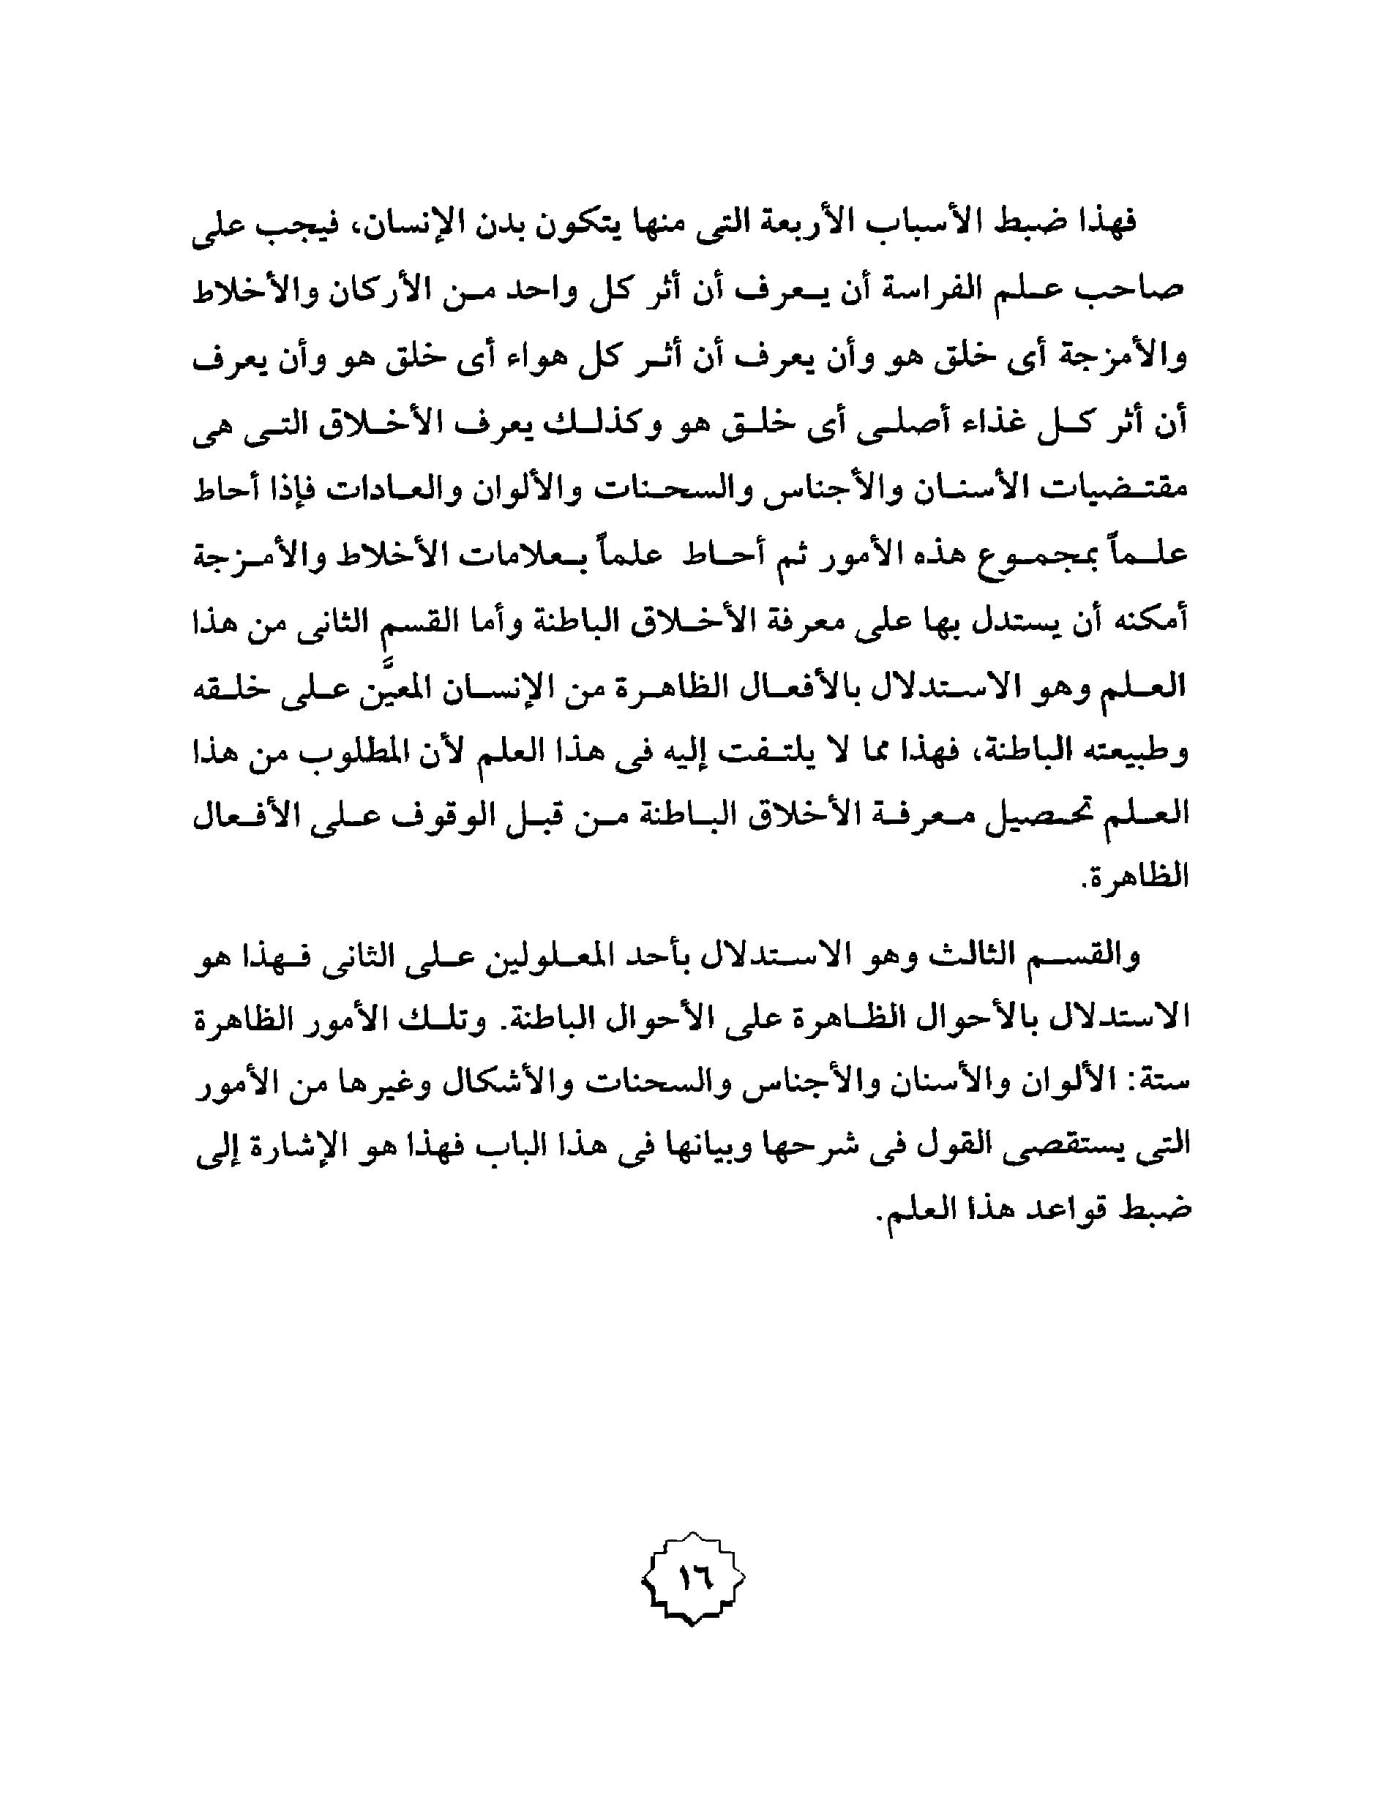 فهذا ضبط الأسباب الأربعة التى منها يتكون بدن الإنسان، فيجب على
صاحب علم الفراسة أن يعرف أن أثر كل واحد من الأركان والأخلاط
والأمزجة أى خلق هو وأن يعرف أن أثر كل هواء أى خلق هو وأن يعرف
أن أثر كل غذاء أصلى أى خلق هو وكذلك يعرف الأخلاق التى هى
مقتضيات الأسنان والأجناس والسحنات والألوان والعادات فإذا أحاط
علماً بمجموع هذه الأمور ثم أحاط علماً بعلامات الأخلاط والأمزجة
أمكنه أن يستدل بها على معرفة الأخلاق الباطنة وأما القسم الثانى من هذا
العلم وهو الاستدلال بالأفعال الظاهرة من الإنسان المعيَّن على خلقه
وطبيعته الباطنة، فهذا مما لا يلتفت إليه فى هذا العلم لأن المطلوب من هذا
العلم تحصيل معرفة الأخلاق الباطنة من قبل الوقوف على الأفعال
الظاهرة.
والقسم الثالث وهو الاستدلال بأحد المعلولين على الثانى فهذا هو
الاستدلال بالأحوال الظاهرة على الأحوال الباطنة. وتلك الأمور الظاهرة
ستة: الألوان والأسنان والأجناس والسحنات والأشكال وغيرها من الأمور
التى يستقصى القول فى شرحها وبيانها فى هذا الباب فهذا هو الإشارة إلى
ضبط قواعد هذا العلم.
١٦